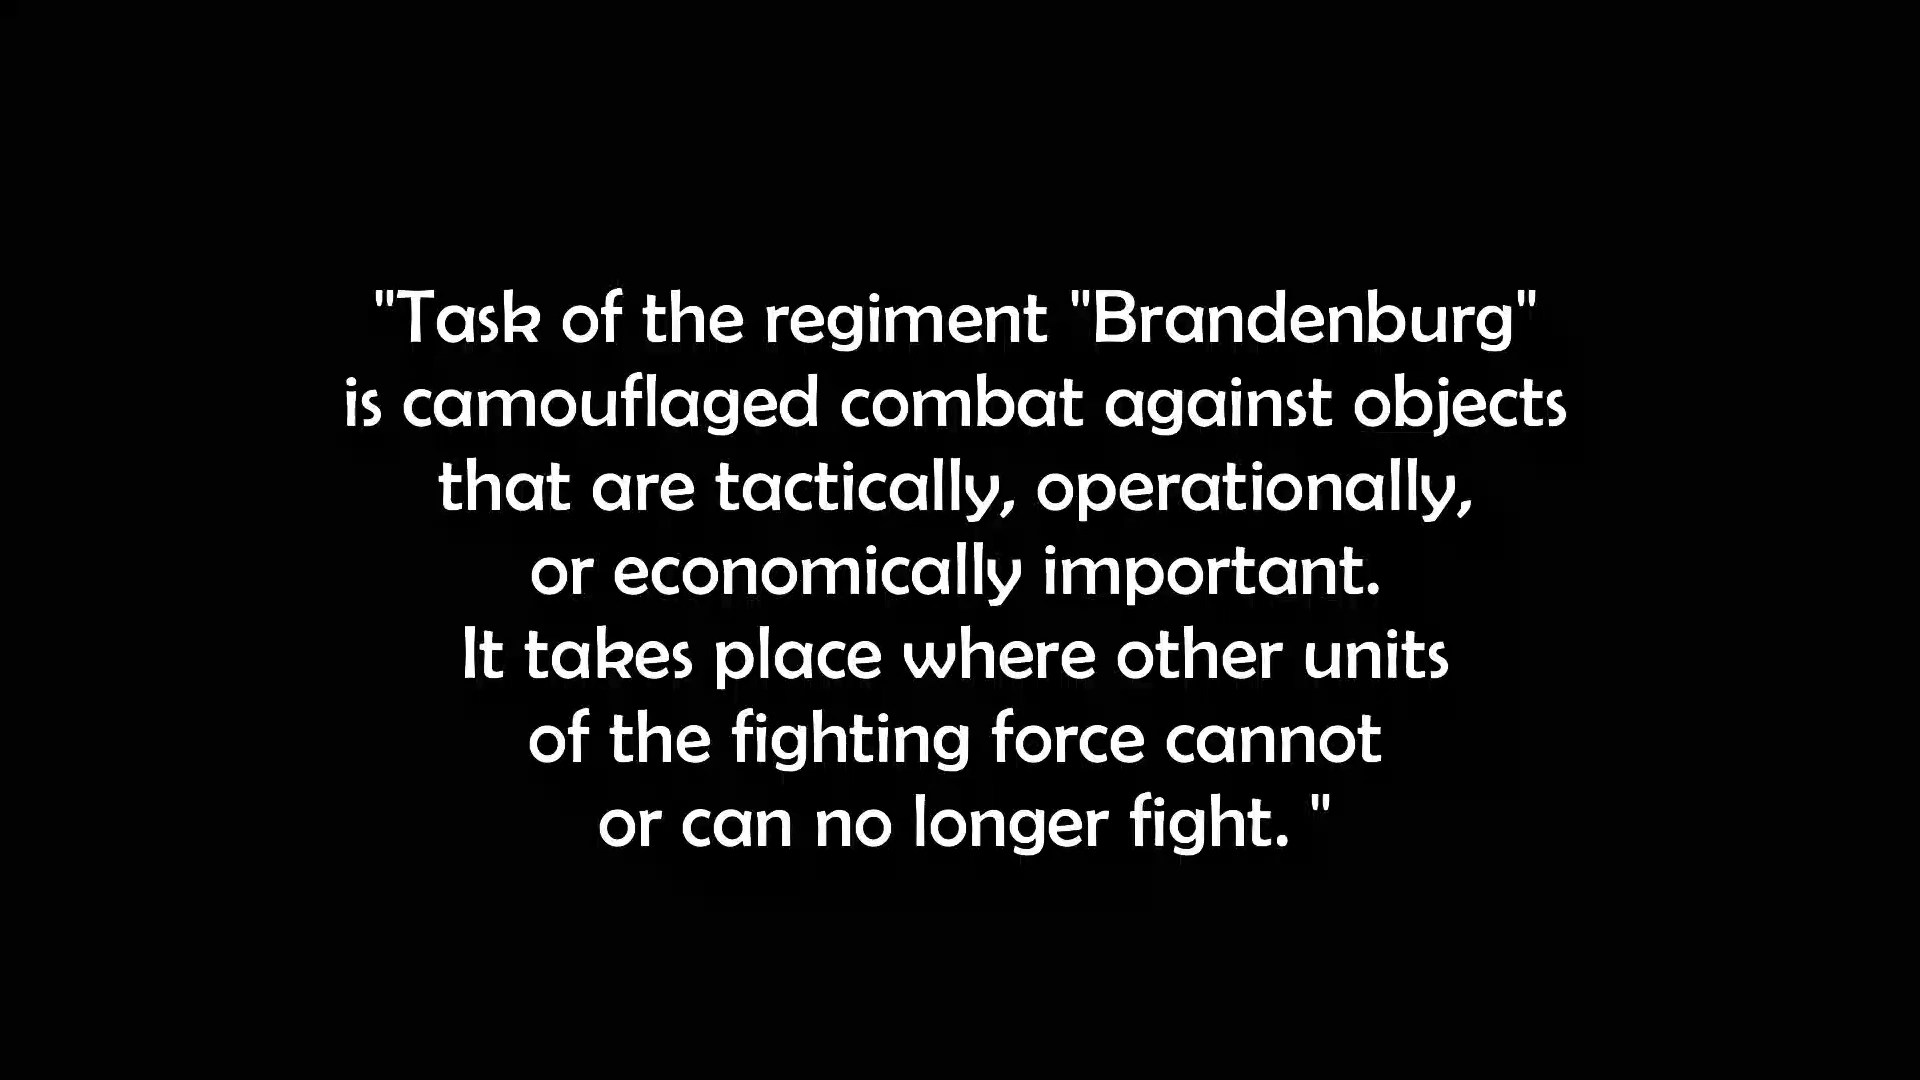 "Task of the regiment "Brandenburg"
is camouflaged combat against objects
that are tactically, operationally,
or economically important.
It takes place where other units
of the fighting force cannot
or can no longer fight. "